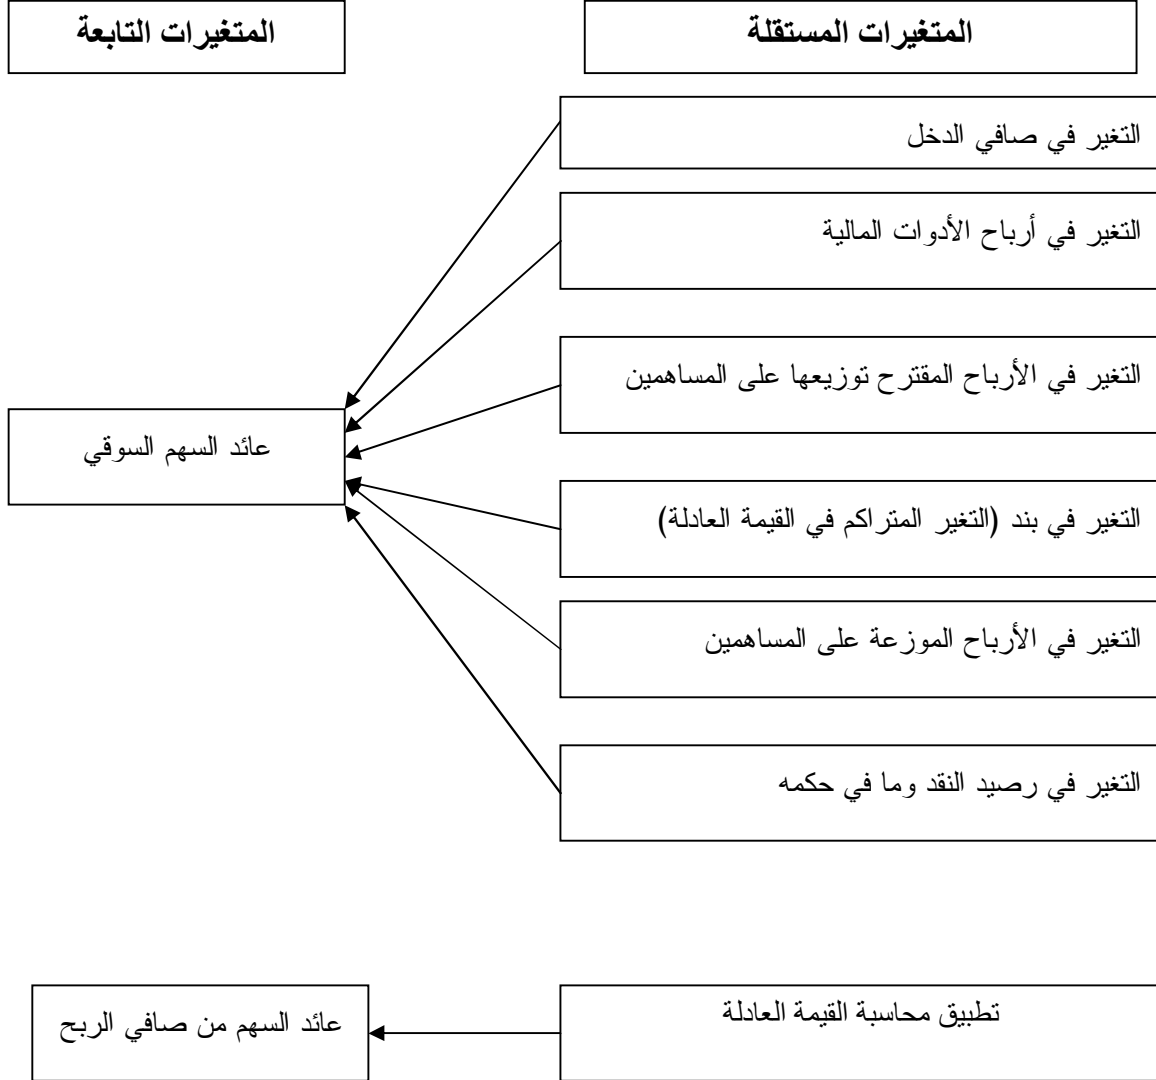 المتغيرات المستقلة
المتغيرات التابعة
التغير في صافي الدخل
التغير في أرباح الأدوات المالية
التغير في الأرباح المقترح توزيعها على المساهمين
عائد السهم السوقي
التغير في بند (التغير المتراكم في القيمة العادلة)
التغير في الأرباح الموزعة على المساهمين
التغير في رصيد النقد وما في حكمه
تطبيق محاسبة القيمة العادلة
عائد السهم من صافي الربح